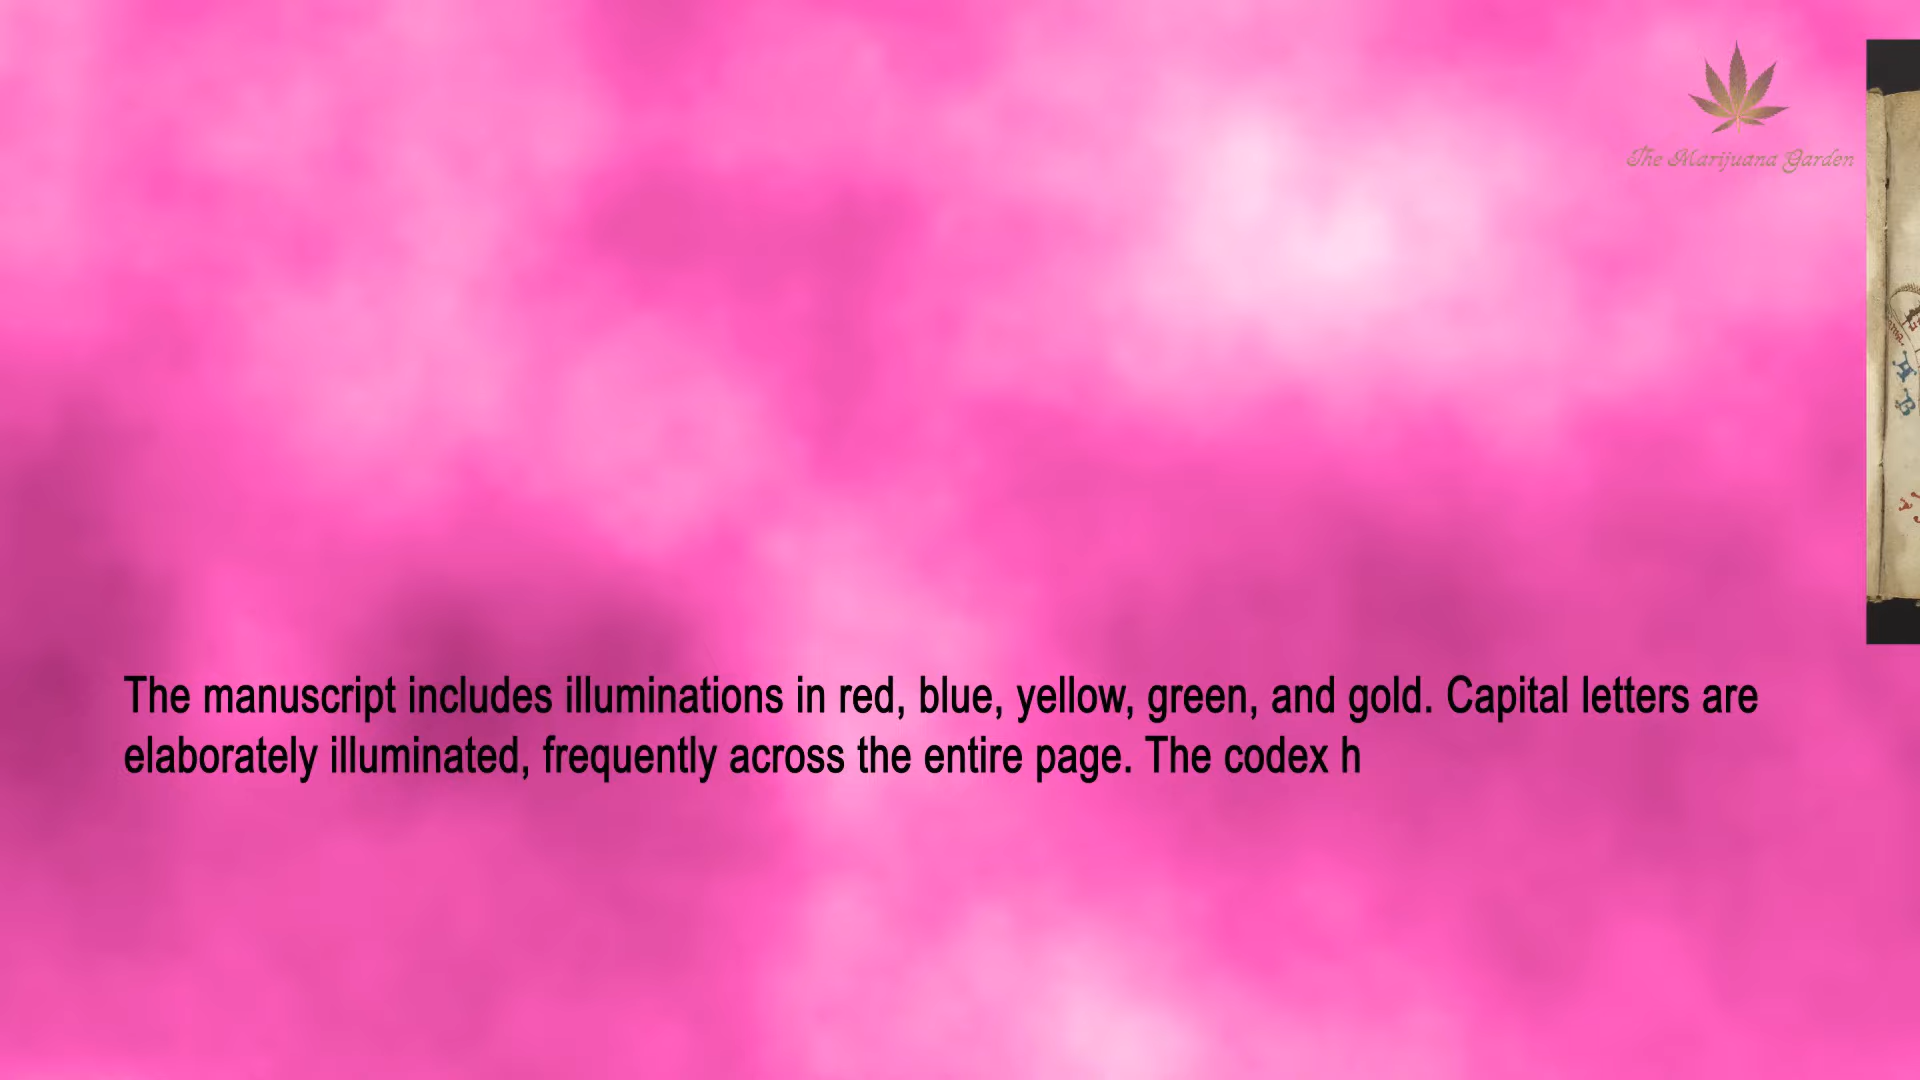 The Marijuana Garden
The manuscript includes illuminations in red, blue, yellow, green, and gold. Capital letters are
elaborately illuminated, frequently across the entire page. The codex h